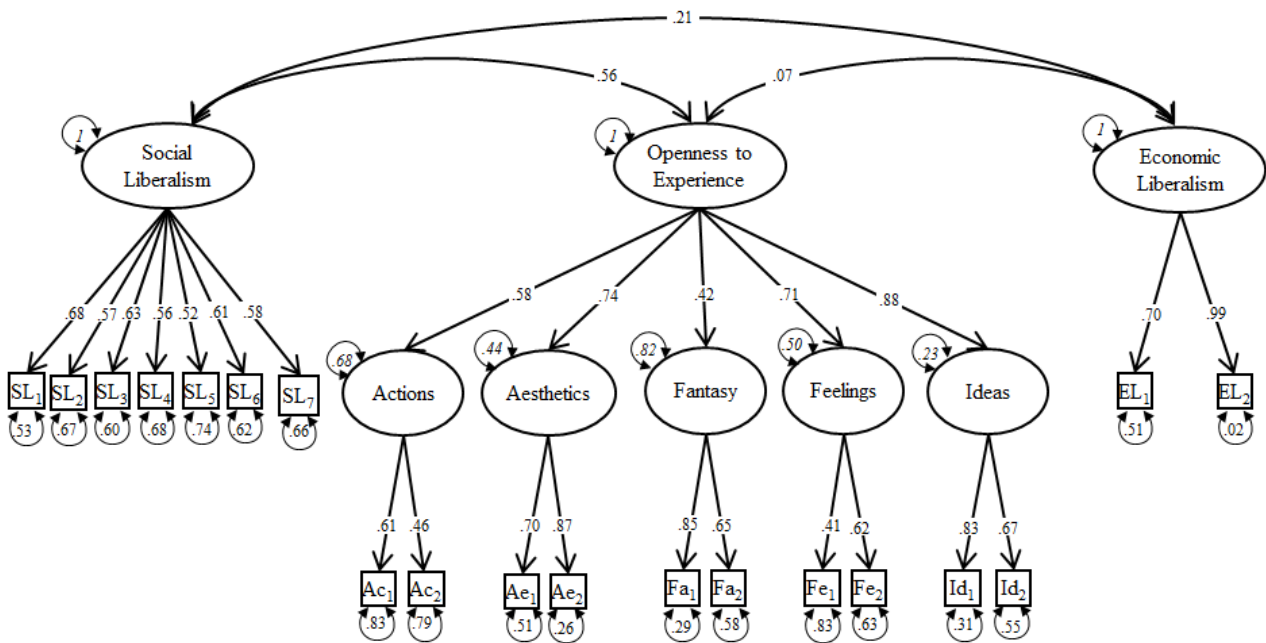 .21
.56
.07
1
1
1
Social
Liberalism
Openness to
Experience
Economic
Liberalism
.68
.57
.63
.56
.52
.61
.58
.58
.74
.42
.71
.88
.70
.99
SL1
SL2
SL3
SL4
SL5
SL6
SL7
.53
.67
.60
.68
.74
.62
.66
.68
.44
.82
.50
.23
Actions
Aesthetics
Fantasy
Feelings
Ideas
EL1
EL2
.51
.02
.61
.46
.70
.87
.85
.65
.41
.62
.83
.67
Ac1
Ac2
Ae1
Ae2
Fa1
Fa2
Fe1
Fe2
Id1
Id2
.83
.79
.51
.26
.29
.58
.83
.63
.31
.55